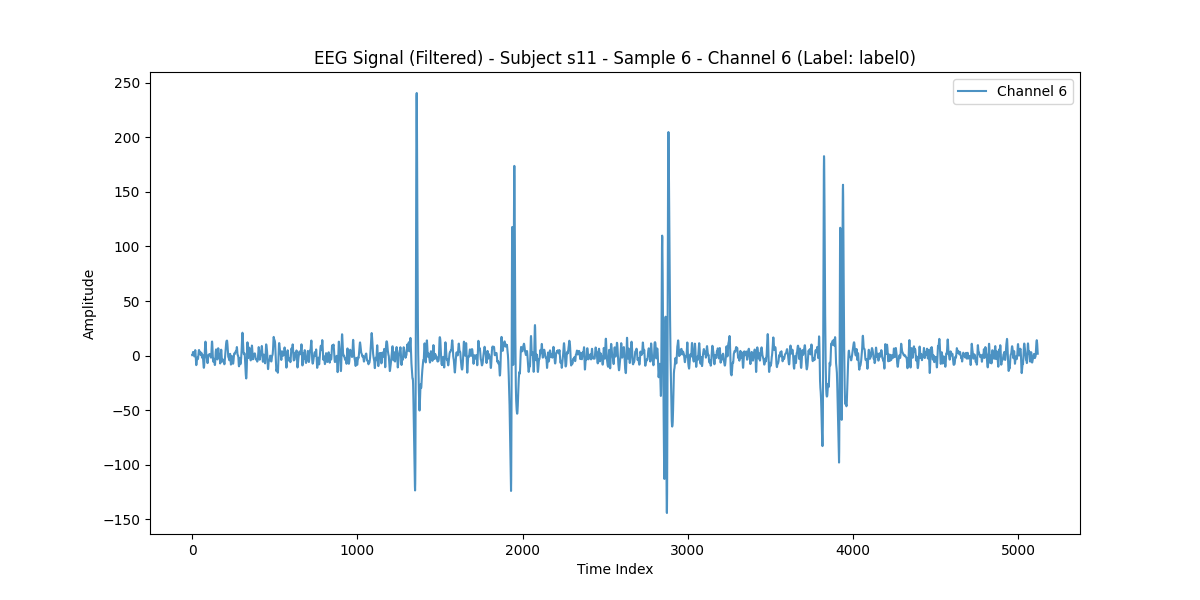 EEG Signal (Filtered) - Subject s11 - Sample 6 - Channel 6 (Label: label0)
Channel 6
250
200
150
100
50
0
−50
−100
−150
Amplitude
0 1000 2000 3000 4000 5000
Time Index